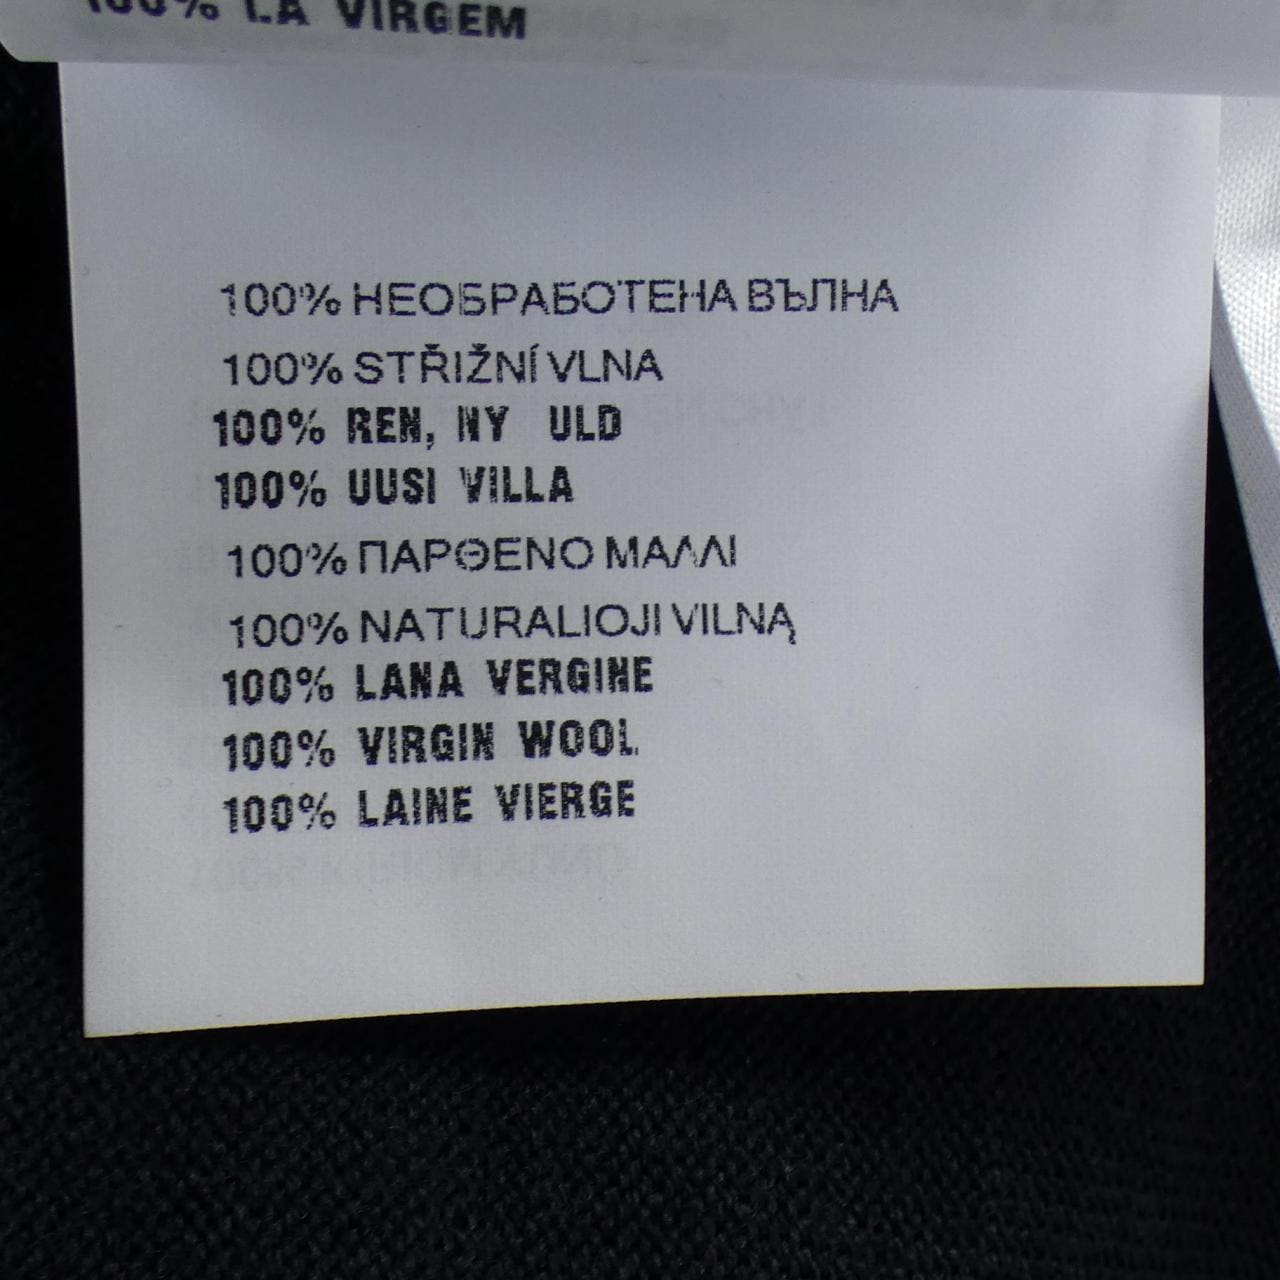 100% LA VIRGEM
100% НЕОБРАБОТЕНА ВЪЛНА
100% STŘIŽNÍ VLNA
100% REN, NY ULD
100% UUSI VILLA
100% ΠΑΡΘΕΝΟ ΜΑΛΛΙ
100% NATURALIOJI VILNĄ
100% LANA VERGINE
100% VIRGIN WOOL
100% LAINE VIERGE